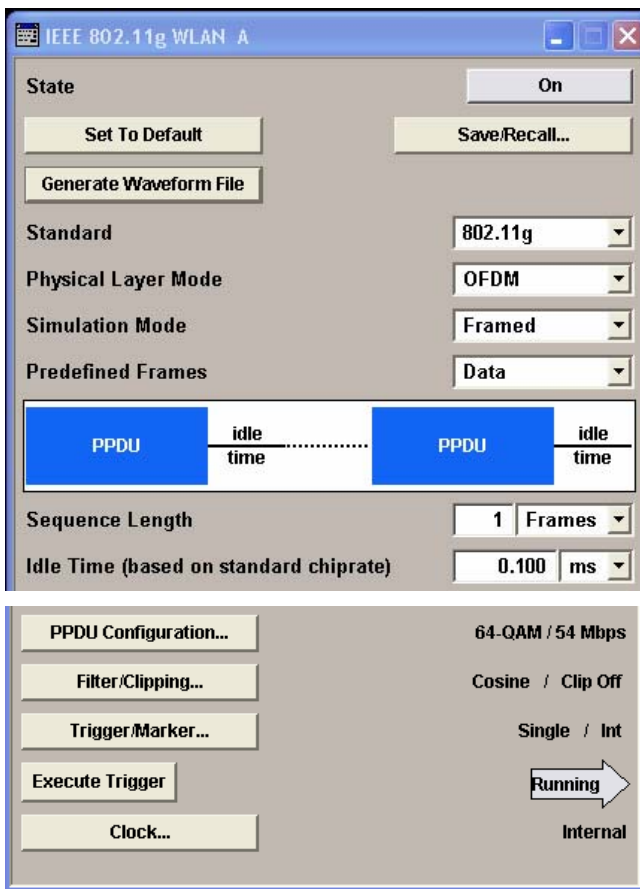 IEEE 802.11g WLAN A
State On
Set To Default Save/Recall...
Generate Waveform File
Standard 802.11g
Physical Layer Mode OFDM
Simulation Mode Framed
Predefined Frames Data
PPDU idle time PPDU idle time
Sequence Length 1 Frames
Idle Time (based on standard chiprate) 0.100 ms
PPDU Configuration... 64-QAM / 54 Mbps
Filter/Clipping... Cosine / Clip Off
Trigger/Marker... Single / Int
Execute Trigger Running
Clock... Internal